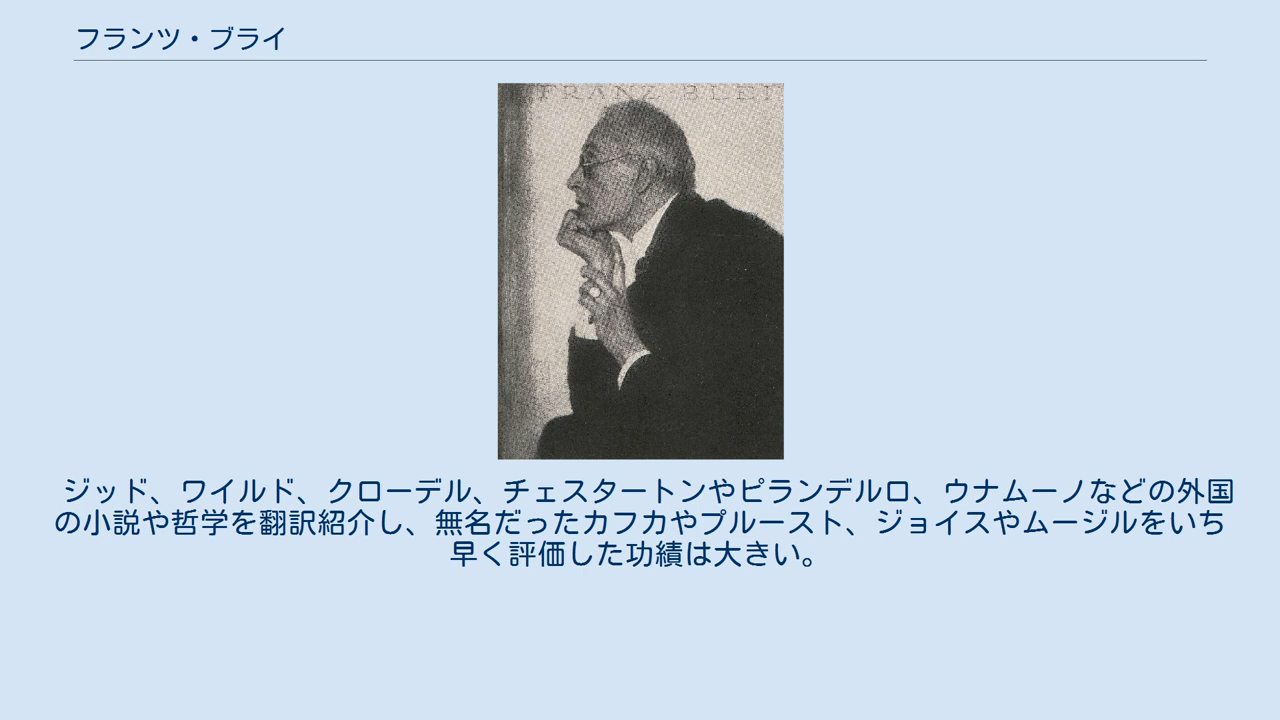 フランツ・ブライ
FRANZ BLEI
ジッド、ワイルド、クローデル、チェスタートンやピランデルロ、ウナムーノなどの外国
の小説や哲学を翻訳紹介し、無名だったカフカやプルースト、ジョイスやムージルをいち
早く評価した功績は大きい。